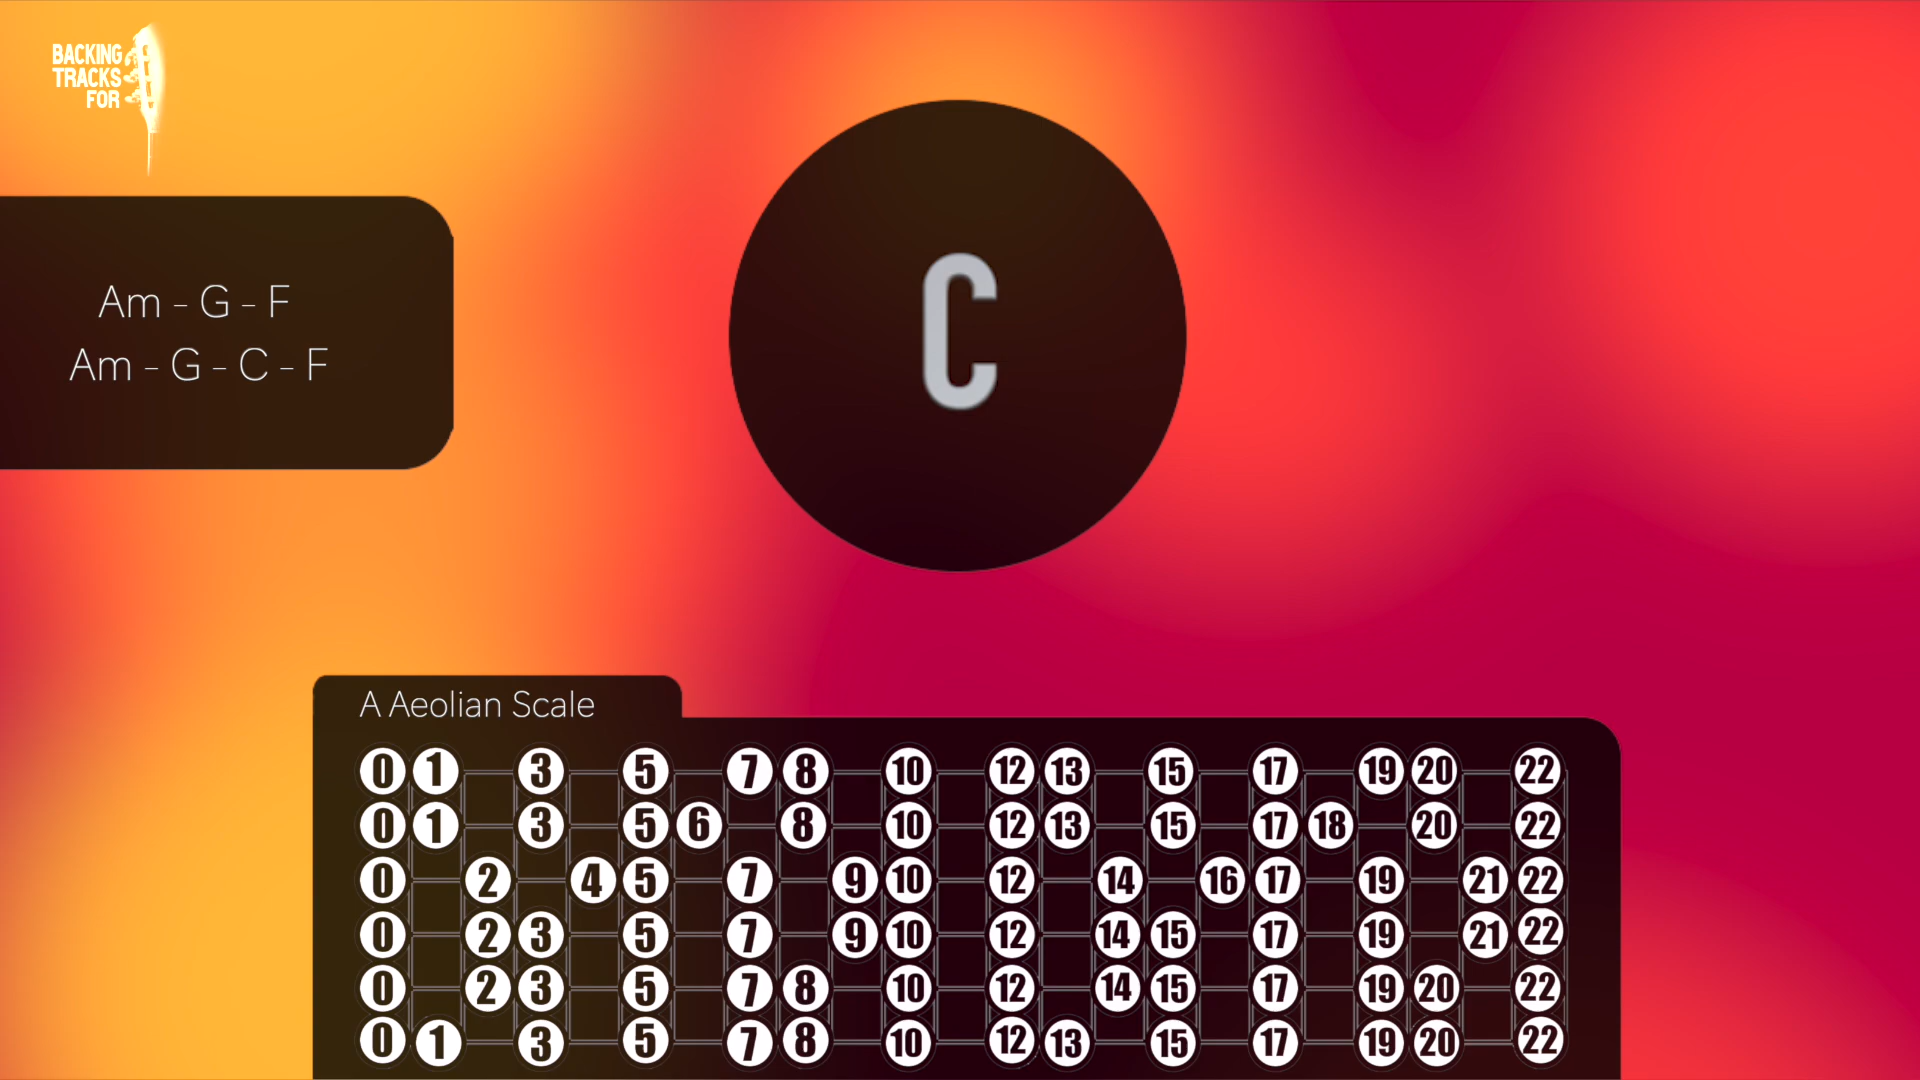 BACKING
TRACKS
FOR
Am - G - F
Am - G - C - F
C
A Aeolian Scale
0 1 3 5 7 8 10 12 13 15 17 19 20 22
0 1 3 5 6 8 10 12 13 15 17 18 20 22
0 2 4 5 7 9 10 12 14 16 17 19 21 22
0 2 3 5 7 9 10 12 14 15 17 19 21 22
0 2 3 5 7 8 10 12 14 15 17 19 20 22
0 1 3 5 7 8 10 12 13 15 17 19 20 22